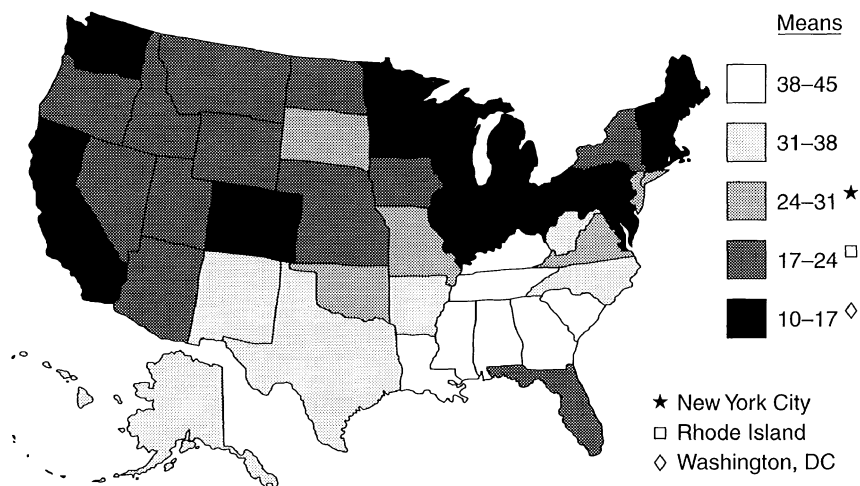 Means
38–45
31–38
24–31 ★
17–24 □
10–17 ◇
★ New York City
□ Rhode Island
◇ Washington, DC